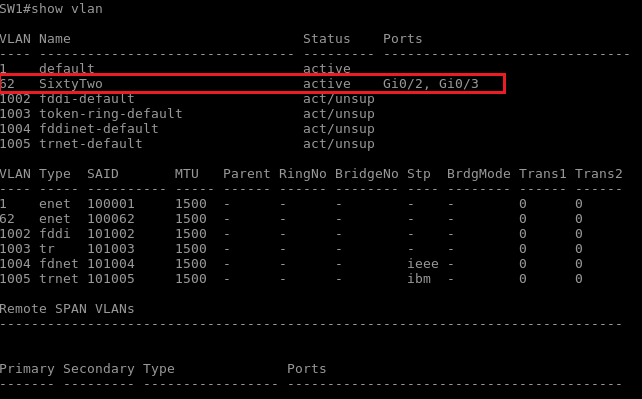 SW1#show vlan
VLAN Name                             Status    Ports
---- -------------------------------- --------- -------------------------------
1    default                          active
62   SixtyTwo                         active    Gi0/2, Gi0/3
1002 fddi-default                     act/unsup
1003 token-ring-default               act/unsup
1004 fddinet-default                  act/unsup
1005 trnet-default                    act/unsup
VLAN Type  SAID       MTU   Parent RingNo BridgeNo Stp  BrdgMode Trans1 Trans2
---- ----- ---------- ----- ------ ------ -------- ---- -------- ------ ------
1    enet  100001     1500  -      -      -        -    -        0      0
62   enet  100062     1500  -      -      -        -    -        0      0
1002 fddi  101002     1500  -      -      -        -    -        0      0
1003 tr    101003     1500  -      -      -        -    -        0      0
1004 fdnet 101004     1500  -      -      -        ieee -        0      0
1005 trnet 101005     1500  -      -      -        ibm  -        0      0
Remote SPAN VLANs
------------------------------------------------------------------------------
Primary Secondary Type              Ports
------- --------- ----------------- ------------------------------------------